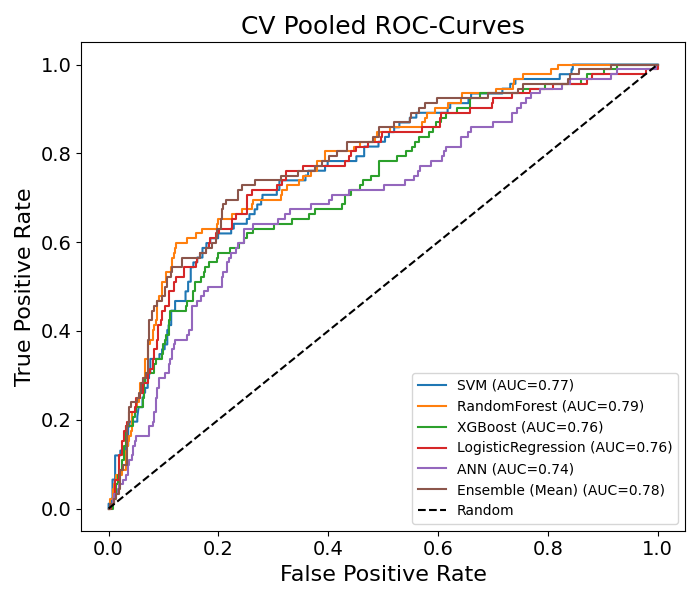 CV Pooled ROC-Curves
True Positive Rate
1.0
0.8
0.6
0.4
0.2
0.0
SVM (AUC=0.77)
RandomForest (AUC=0.79)
XGBoost (AUC=0.76)
LogisticRegression (AUC=0.76)
ANN (AUC=0.74)
Ensemble (Mean) (AUC=0.78)
Random
0.0 0.2 0.4 0.6 0.8 1.0
False Positive Rate